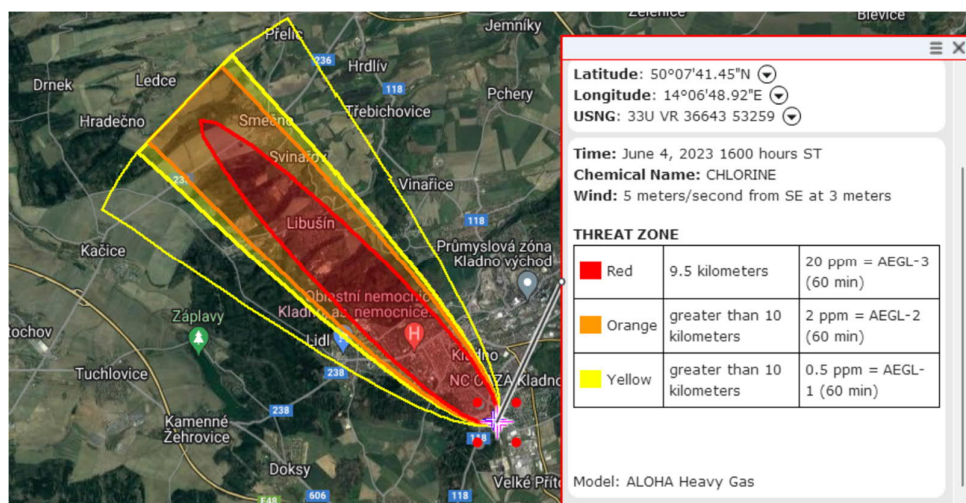 Jemníky
Zelenice
Blevice
Přelíc
236
Hrdlív
Drnek
Ledce
118
Pchery
Třebichovice
Hradečno
Smečno
Svinařov
Vinařice
118
Libušín
Kačice
Průmyslová zóna
Kladno východ
Oblastní nemocnice
Kladno, a.s. nemocnice
Záplavy
Lidl
H
238
Kladno
Tuchlovice
238
118
Kamenné
Žehrovice
Doksy
Velké
E48
606
118
Latitude: 50°07'41.45"N
Longitude: 14°06'48.92"E
USNG: 33U VR 36643 53259
Time: June 4, 2023 1600 hours ST
Chemical Name: CHLORINE
Wind: 5 meters/second from SE at 3 meters
THREAT ZONE
Red 9.5 kilometers 20 ppm = AEGL-3
(60 min)
Orange greater than 10
kilometers 2 ppm = AEGL-2
(60 min)
Yellow greater than 10
kilometers 0.5 ppm = AEGL-
1 (60 min)
Model: ALOHA Heavy Gas